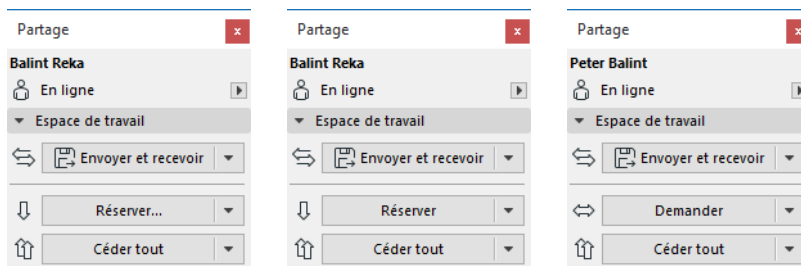 Partage
x
Balint Reka
En ligne
Espace de travail
Envoyer et recevoir
Réserver...
Céder tout
Partage
x
Balint Reka
En ligne
Espace de travail
Envoyer et recevoir
Réserver
Céder tout
Partage
x
Peter Balint
En ligne
Espace de travail
Envoyer et recevoir
Demander
Céder tout